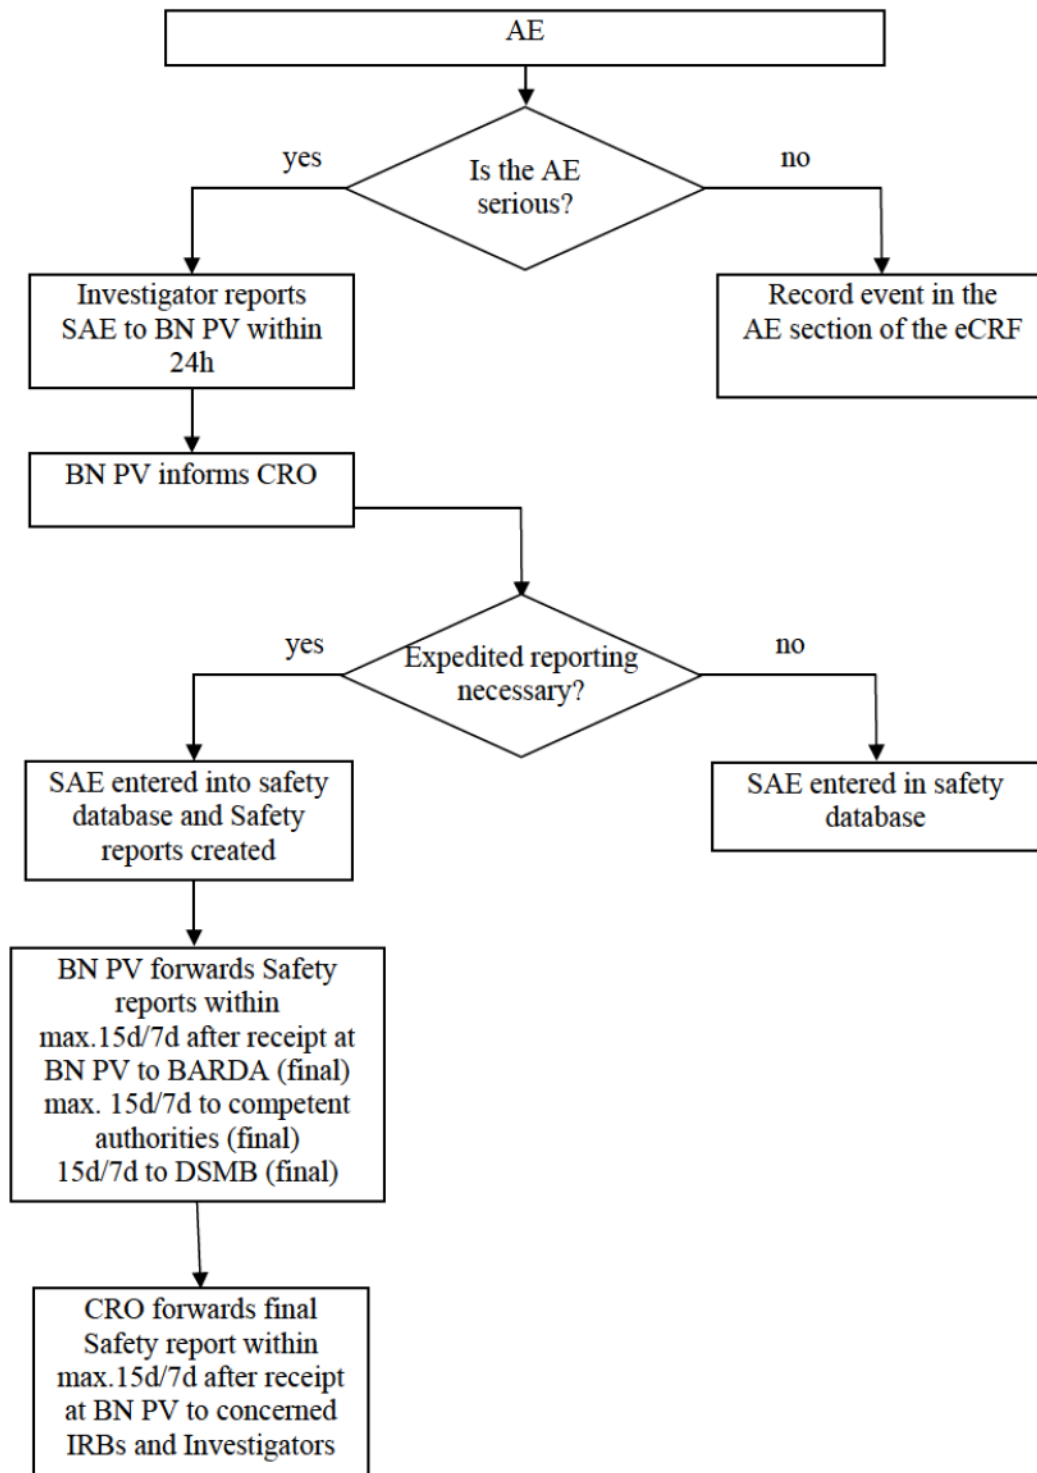 AE
Is the AE
serious?
yes
no
Investigator reports
SAE to BN PV within
24h
Record event in the
AE section of the eCRF
BN PV informs CRO
Expedited reporting
necessary?
yes
no
SAE entered into safety
database and Safety
reports created
SAE entered in safety
database
BN PV forwards Safety
reports within
max.15d/7d after receipt at
BN PV to BARDA (final)
max. 15d/7d to competent
authorities (final)
15d/7d to DSMB (final)
CRO forwards final
Safety report within
max.15d/7d after receipt
at BN PV to concerned
IRBs and Investigators